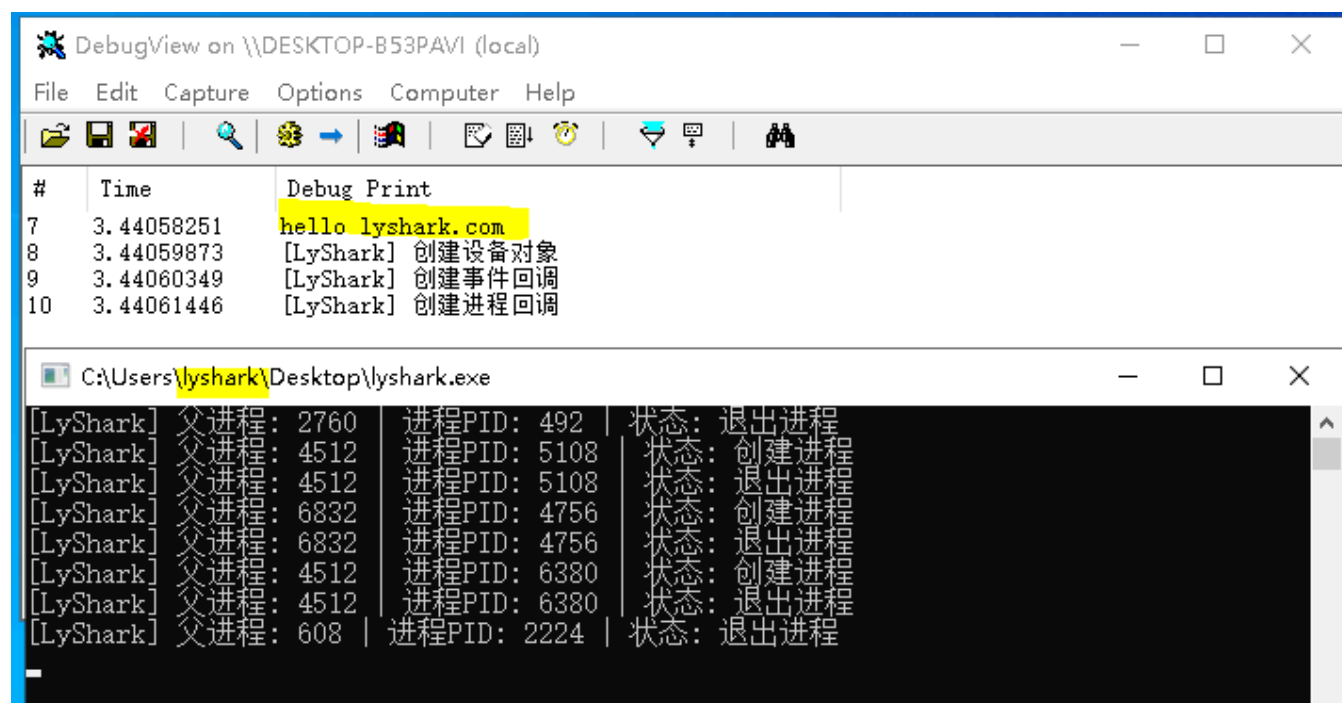 DebugView on \\DESKTOP-B53PAVI (local)
File Edit Capture Options Computer Help
# Time Debug Print
7 3.44058251 hello lyshark.com
8 3.44059873 [LyShark] 创建设备对象
9 3.44060349 [LyShark] 创建事件回调
10 3.44061446 [LyShark] 创建进程回调
C:\Users\lyshark\Desktop\lyshark.exe
[LyShark] 父进程: 2760 | 进程PID: 492 | 状态: 退出进程
[LyShark] 父进程: 4512 | 进程PID: 5108 | 状态: 创建进程
[LyShark] 父进程: 4512 | 进程PID: 5108 | 状态: 退出进程
[LyShark] 父进程: 6832 | 进程PID: 4756 | 状态: 创建进程
[LyShark] 父进程: 6832 | 进程PID: 4756 | 状态: 退出进程
[LyShark] 父进程: 4512 | 进程PID: 6380 | 状态: 创建进程
[LyShark] 父进程: 4512 | 进程PID: 6380 | 状态: 退出进程
[LyShark] 父进程: 608 | 进程PID: 2224 | 状态: 退出进程